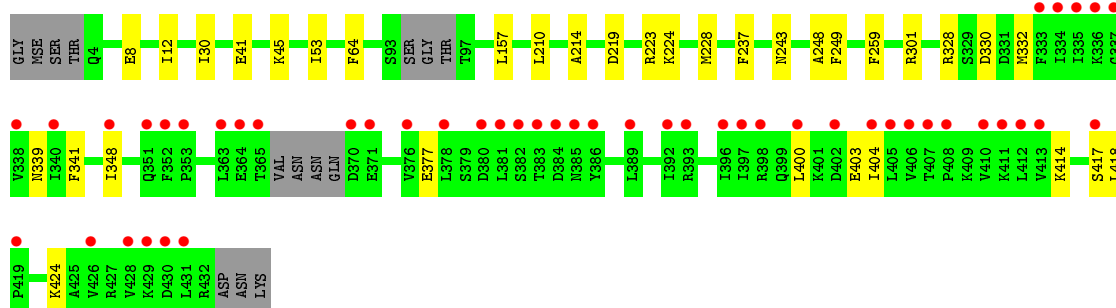 GLY MSE SER THR Q4 E8 I12 I30 E41 K45 I53 F64 S93 SER GLY THR T97 L157 L210 A214 D219 R223 K224 M228 F237 N243 A248 F249 F259 R301 R328 S329 D330 D331 M332 F333 I334 I335 K336 G337
V338 N339 I340 F341 I348 Q351 F352 P353 L363 E364 T365 VAL ASN ASN GLN D370 E371 V376 E377 L378 S379 D380 L381 S382 T383 D384 N385 Y386 L389 I392 R393 I396 I397 R398 Q399 L400 K401 D402 E403 I404 L405 V406 T407 P408 K409 V410 K411 L412 V413 K414 S417 L418
P419 K424 A425 V426 R427 V428 K429 D430 L431 R432 ASP ASN LYS